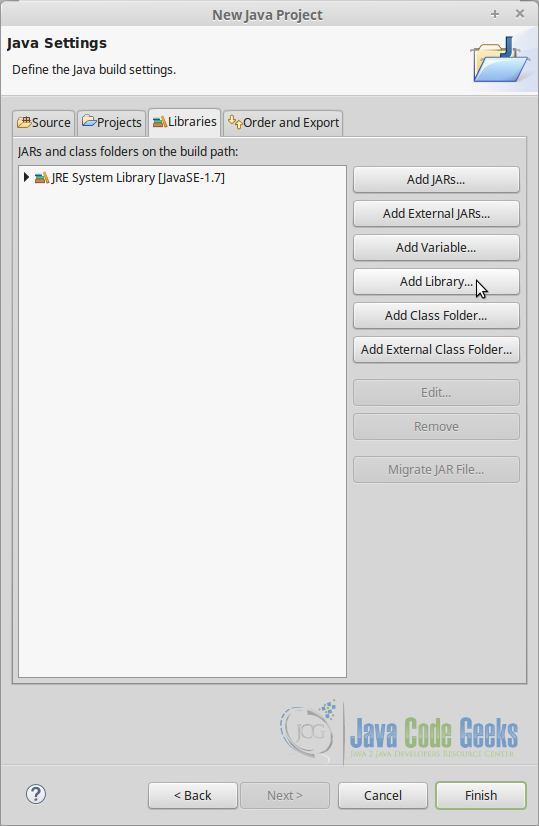 New Java Project
Java Settings
Define the Java build settings.
Source Projects Libraries Order and Export
JARs and class folders on the build path:
JRE System Library [JavaSE-1.7]
Add JARs...
Add External JARs...
Add Variable...
Add Library...
Add Class Folder...
Add External Class Folder...
Edit...
Remove
Migrate JAR File...
JCG
Java Code Geeks
Java 2 Java Developers Resource Center
? < Back Next > Cancel Finish